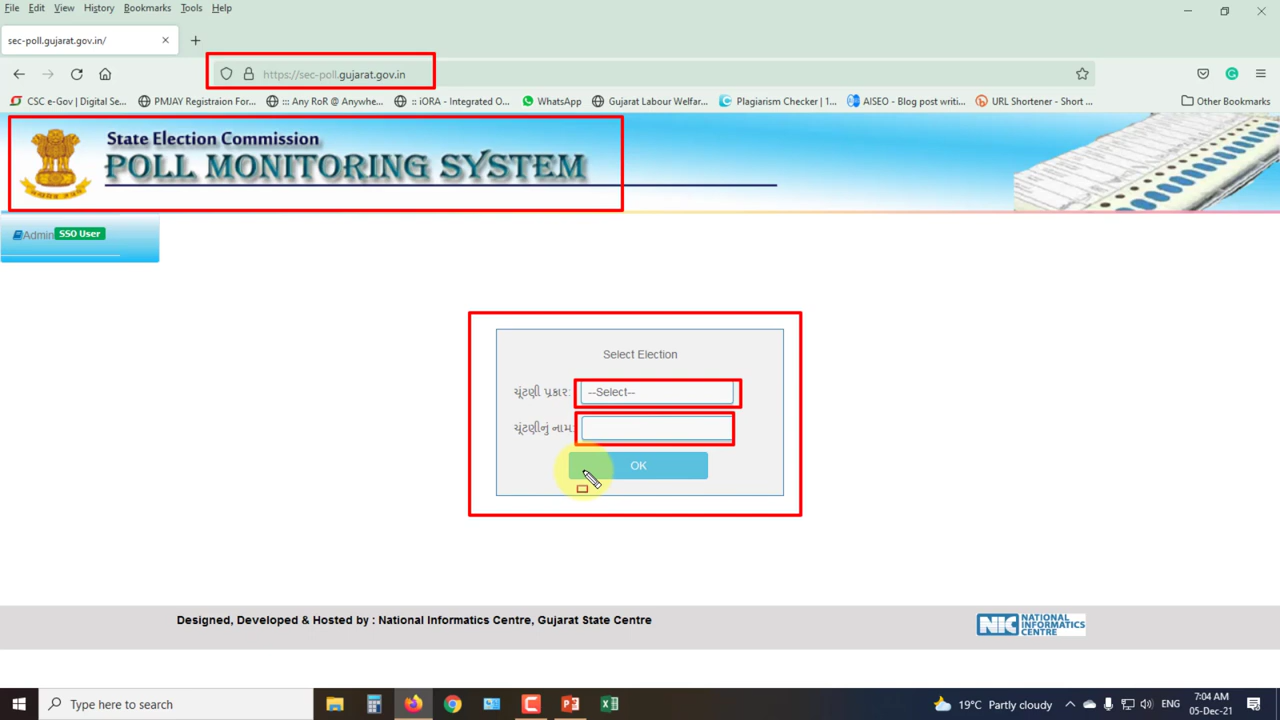 File Edit View History Bookmarks Tools Help
sec-poll.gujarat.gov.in/
https://sec-poll.gujarat.gov.in
CSC e-Gov | Digital Se... PMJAY Registraion For... ::: Any RoR @ Anywhe... :: iORA - Integrated O... WhatsApp Gujarat Labour Welfar... Plagiarism Checker | 1... AISEO - Blog post writi... URL Shortener - Short ... Other Bookmarks
State Election Commission
POLL MONITORING SYSTEM
Admin SSO User
Select Election
ચૂંટણી પ્રકાર: --Select--
ચૂંટણીનું નામ:
OK
Designed, Developed & Hosted by : National Informatics Centre, Gujarat State Centre
NIC NATIONAL
INFORMATICS
CENTRE
Type here to search
19°C Partly cloudy ENG
7:04 AM
05-Dec-21